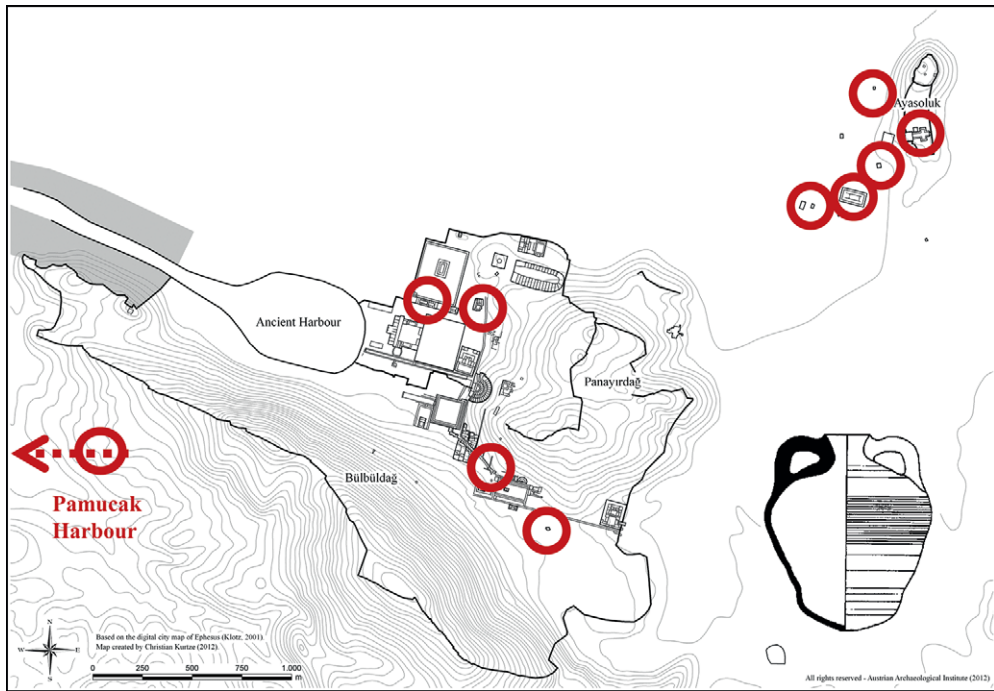 Ayasoluk
Ancient Harbour
Panayırdağ
Bülbüldağ
Pamucak
Harbour
N
W
E
S
Based on the digital city map of Ephesus (Klotz, 2001)
Map created by Christian Kurtze (2012)
0 250 500 750 1.000
m
All rights reserved - Austrian Archaeological Institute (2012)